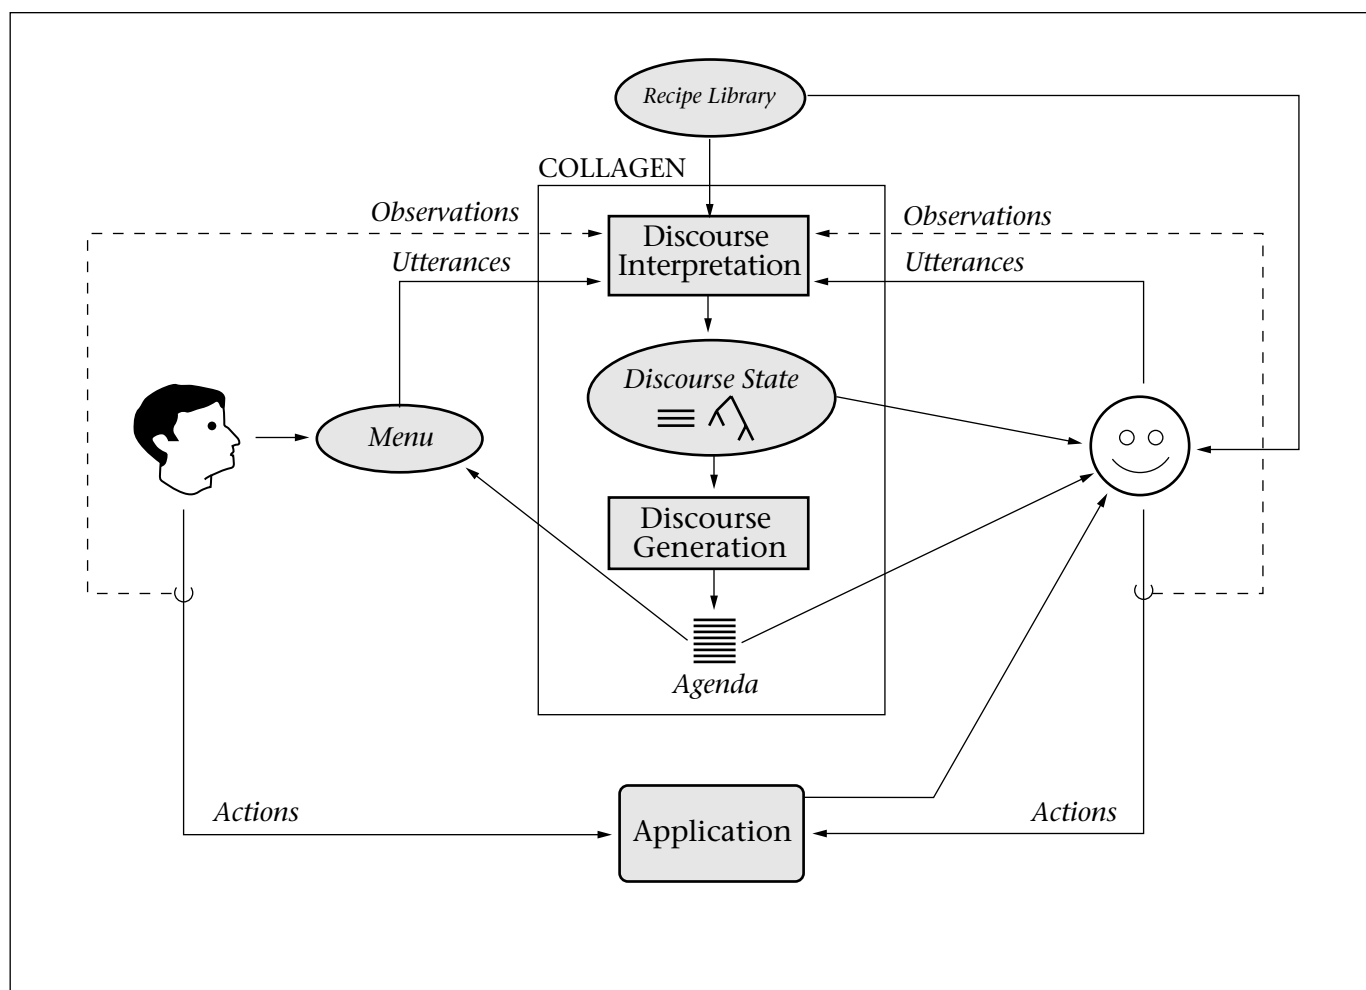 Recipe Library
COLLAGEN
Observations
Observations
Discourse
Interpretation
Utterances
Utterances
Discourse State
Menu
Discourse
Generation
Agenda
Actions
Application
Actions